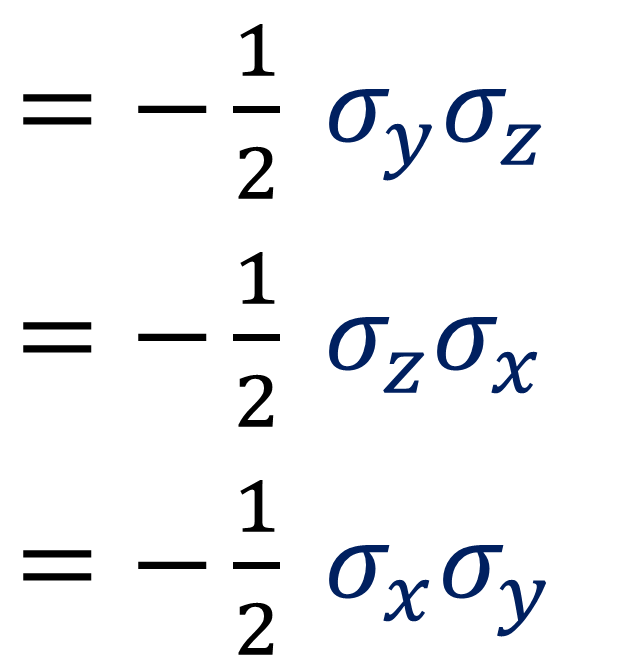 = − 1/2 σ_y σ_z
= − 1/2 σ_z σ_x
= − 1/2 σ_x σ_y